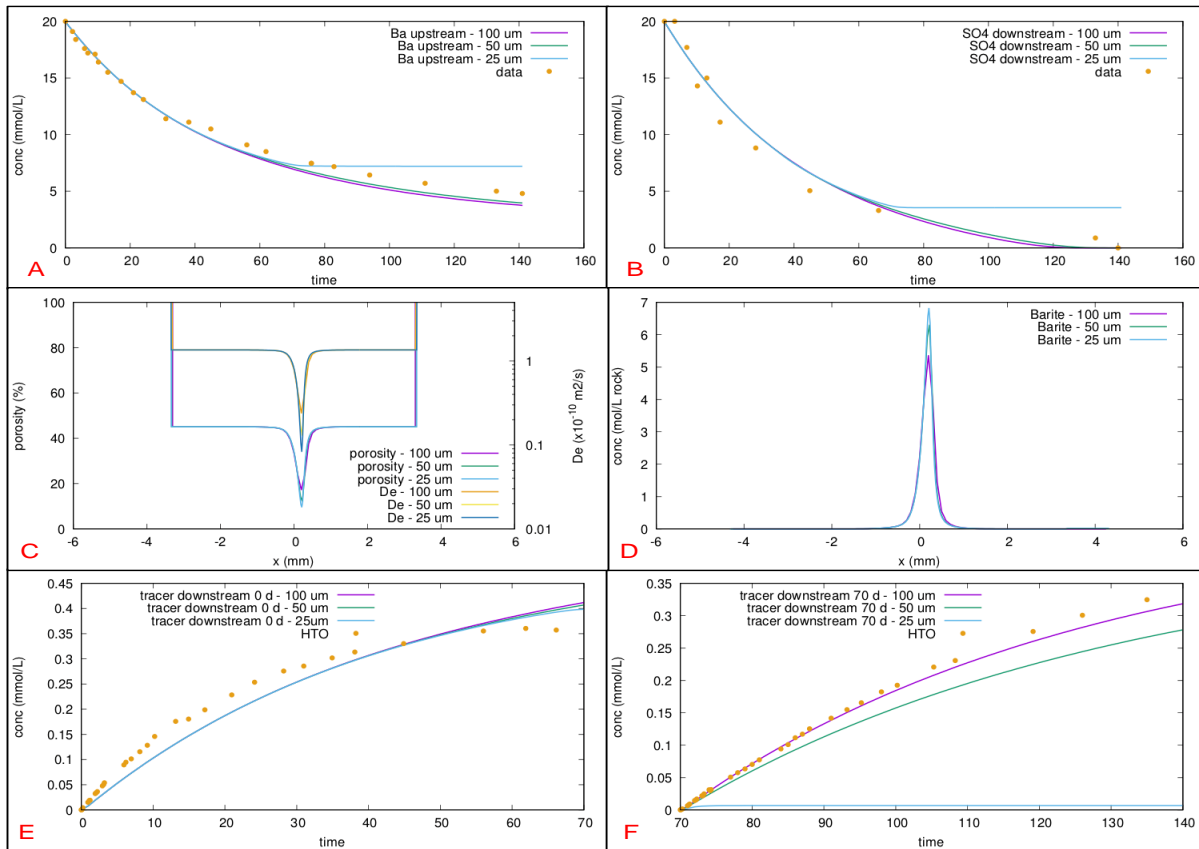 20
15
10
5
0
conc (mmol/L)
Ba upstream - 100 um
Ba upstream - 50 um
Ba upstream - 25 um
data
0 20 40 60 80 100 120 140 160
time
A
20
15
10
5
0
conc (mmol/L)
SO4 downstream - 100 um
SO4 downstream - 50 um
SO4 downstream - 25 um
data
0 20 40 60 80 100 120 140 160
time
B
100
80
60
40
20
0
porosity (%)
1
0.1
0.01
De (x10⁻¹⁰ m2/s)
porosity - 100 um
porosity - 50 um
porosity - 25 um
De - 100 um
De - 50 um
De - 25 um
-6 -4 -2 0 2 4 6
x (mm)
C
7
6
5
4
3
2
1
0
conc (mol/L rock)
Barite - 100 um
Barite - 50 um
Barite - 25 um
-6 -4 -2 0 2 4 6
x (mm)
D
0.45
0.4
0.35
0.3
0.25
0.2
0.15
0.1
0.05
0
conc (mmol/L)
tracer downstream 0 d - 100 um
tracer downstream 0 d - 50 um
tracer downstream 0 d - 25um
HTO
0 10 20 30 40 50 60 70
time
E
0.35
0.3
0.25
0.2
0.15
0.1
0.05
0
conc (mmol/L)
tracer downstream 70 d - 100 um
tracer downstream 70 d - 50 um
tracer downstream 70 d - 25 um
HTO
70 80 90 100 110 120 130 140
time
F